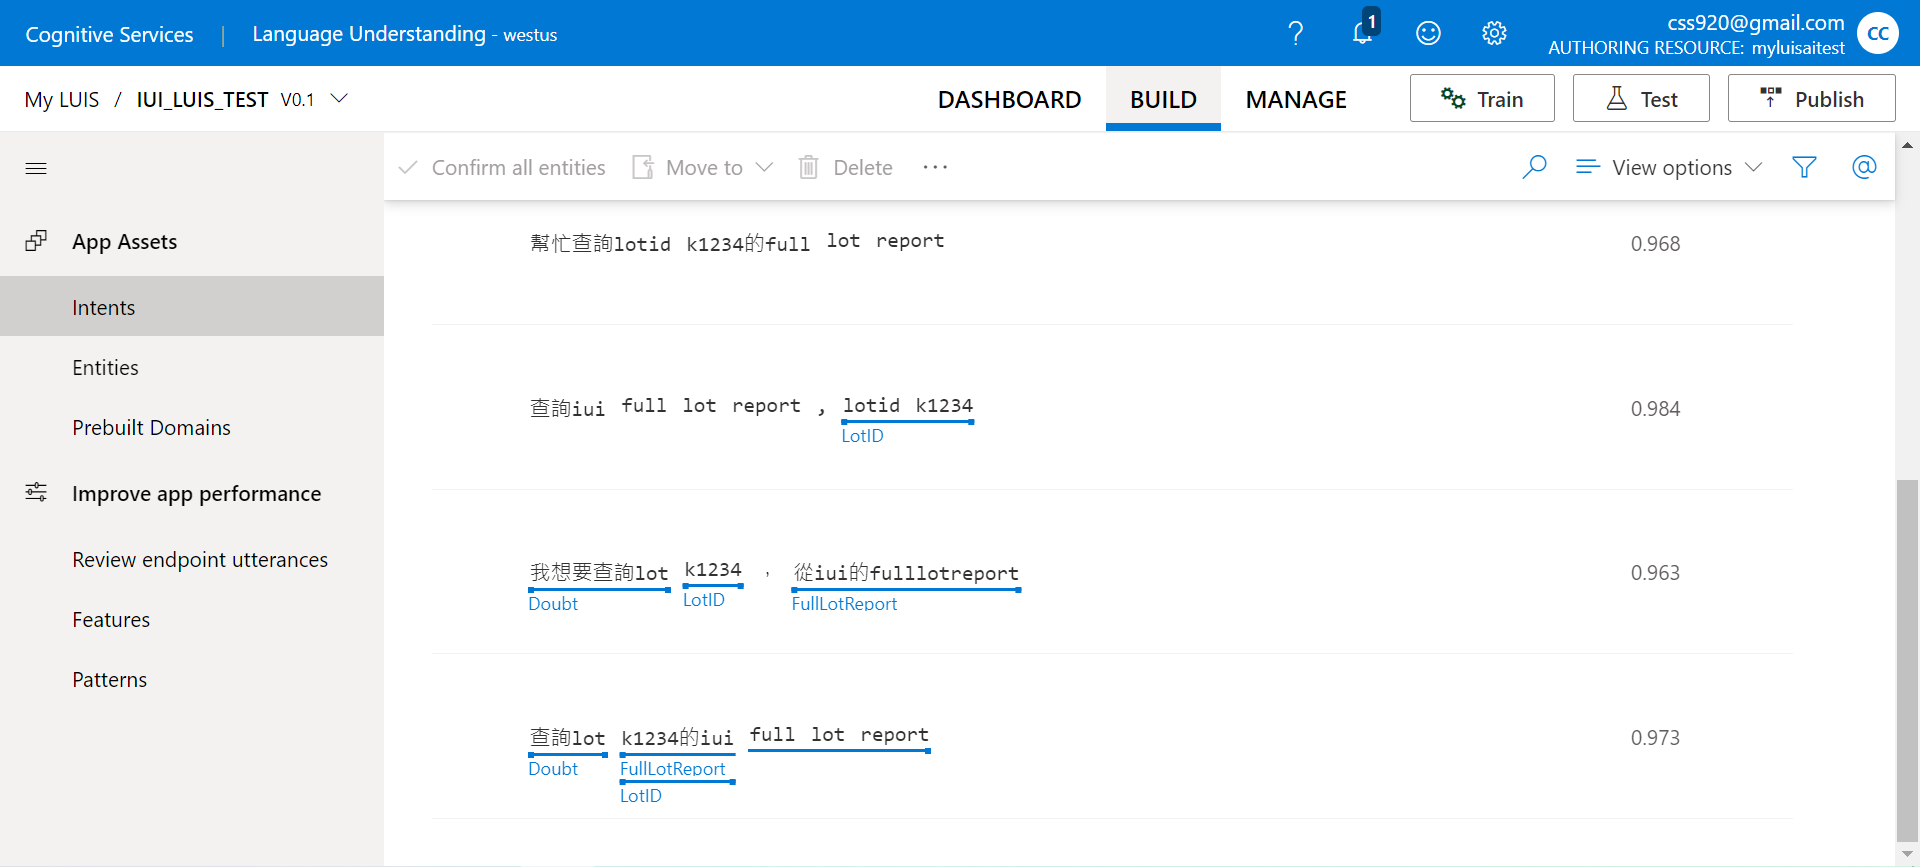 Cognitive Services | Language Understanding - westus
1
css920@gmail.com
AUTHORING RESOURCE: myluisaitest
CC
My LUIS / IUI_LUIS_TEST V0.1
DASHBOARD BUILD MANAGE Train Test Publish
Confirm all entities Move to Delete ... View options
App Assets
Intents
Entities
Prebuilt Domains
Improve app performance
Review endpoint utterances
Features
Patterns
幫忙查詢lotid k1234的full lot report 0.968
查詢iui full lot report , lotid k1234 0.984
LotID
我想要查詢lot k1234 , 從iui的fulllotreport 0.963
Doubt LotID FullLotReport
查詢lot k1234的iui full lot report 0.973
Doubt FullLotReport
LotID